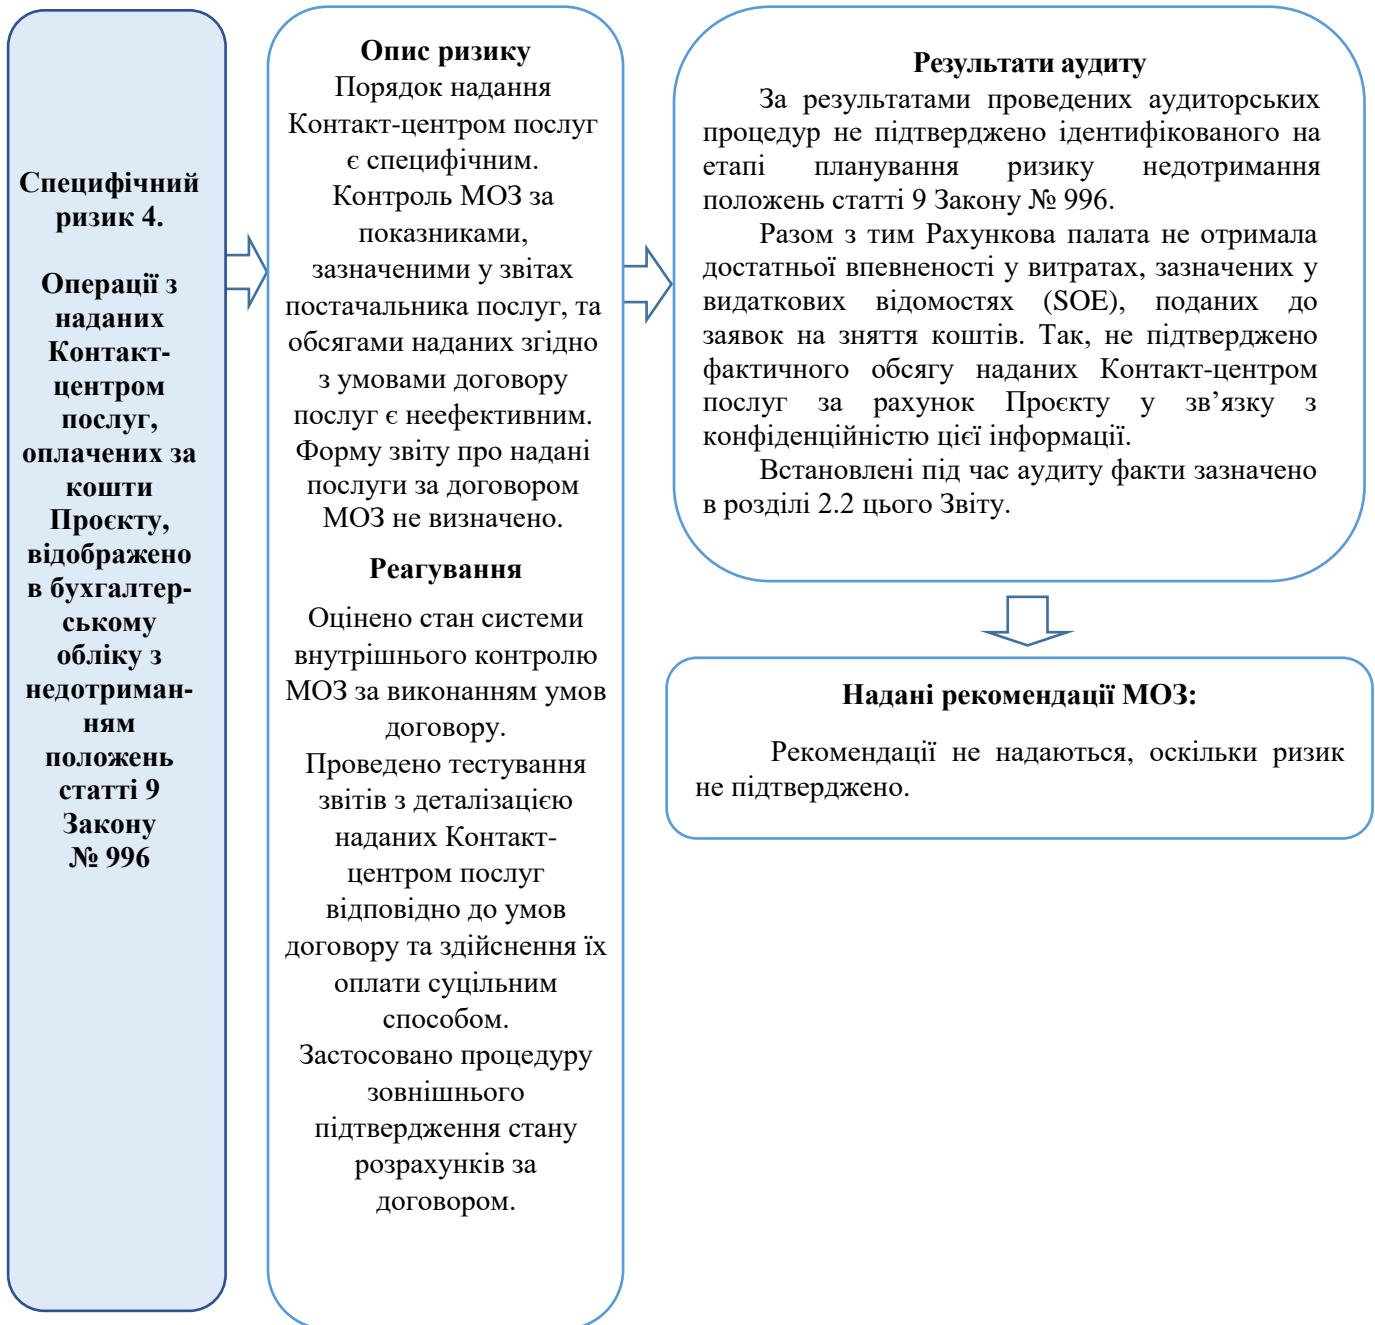 Специфічний
ризик 4.
Операції з
наданих
Контакт-
центром
послуг,
оплачених за
кошти
Проєкту,
відображено
в бухгалтер-
ському
обліку з
недотриман-
ням
положень
статті 9
Закону
№ 996
Опис ризику
Порядок надання
Контакт-центром послуг
є специфічним.
Контроль МОЗ за
показниками,
зазначеними у звітах
постачальника послуг, та
обсягами наданих згідно
з умовами договору
послуг є неефективним.
Форму звіту про надані
послуги за договором
МОЗ не визначено.
Реагування
Оцінено стан системи
внутрішнього контролю
МОЗ за виконанням умов
договору.
Проведено тестування
звітів з деталізацією
наданих Контакт-
центром послуг
відповідно до умов
договору та здійснення їх
оплати суцільним
способом.
Застосовано процедуру
зовнішнього
підтвердження стану
розрахунків за
договором.
Результати аудиту
За результатами проведених аудиторських
процедур не підтверджено ідентифікованого на
етапі планування ризику недотримання
положень статті 9 Закону № 996.
Разом з тим Рахункова палата не отримала
достатньої впевненості у витратах, зазначених у
видаткових відомостях (SOE), поданих до
заявок на зняття коштів. Так, не підтверджено
фактичного обсягу наданих Контакт-центром
послуг за рахунок Проєкту у зв’язку з
конфіденційністю цієї інформації.
Встановлені під час аудиту факти зазначено
в розділі 2.2 цього Звіту.
Надані рекомендації МОЗ:
Рекомендації не надаються, оскільки ризик
не підтверджено.